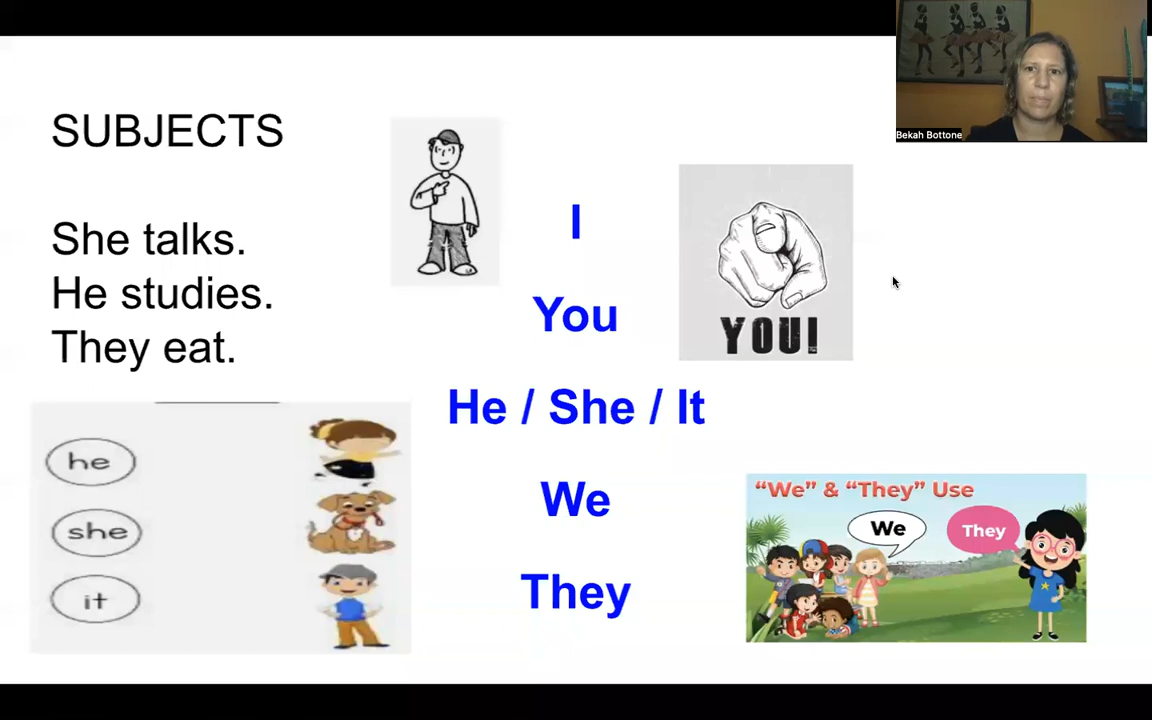 SUBJECTS
She talks.
He studies.
They eat.
I
You
He / She / It
We
They
YOU!
he
she
it
“We” & “They” Use
We
They
Bekah Bottone